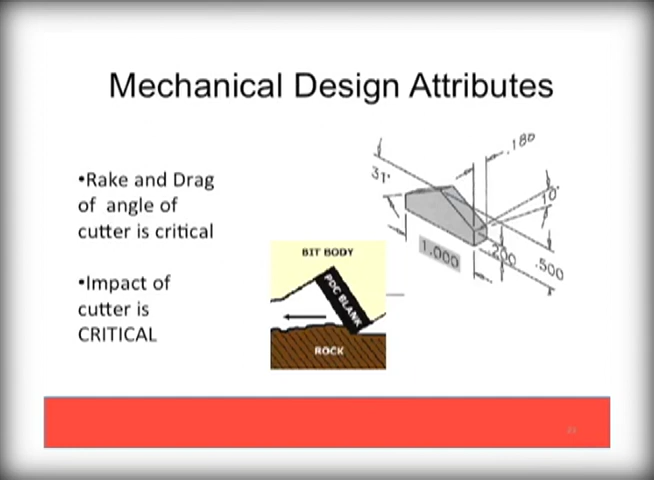 Mechanical Design Attributes
•Rake and Drag
of angle of
cutter is critical
•Impact of
cutter is
CRITICAL
BIT BODY
PDC BLANK
ROCK
31°
.180
10°
1.000
.200
.500